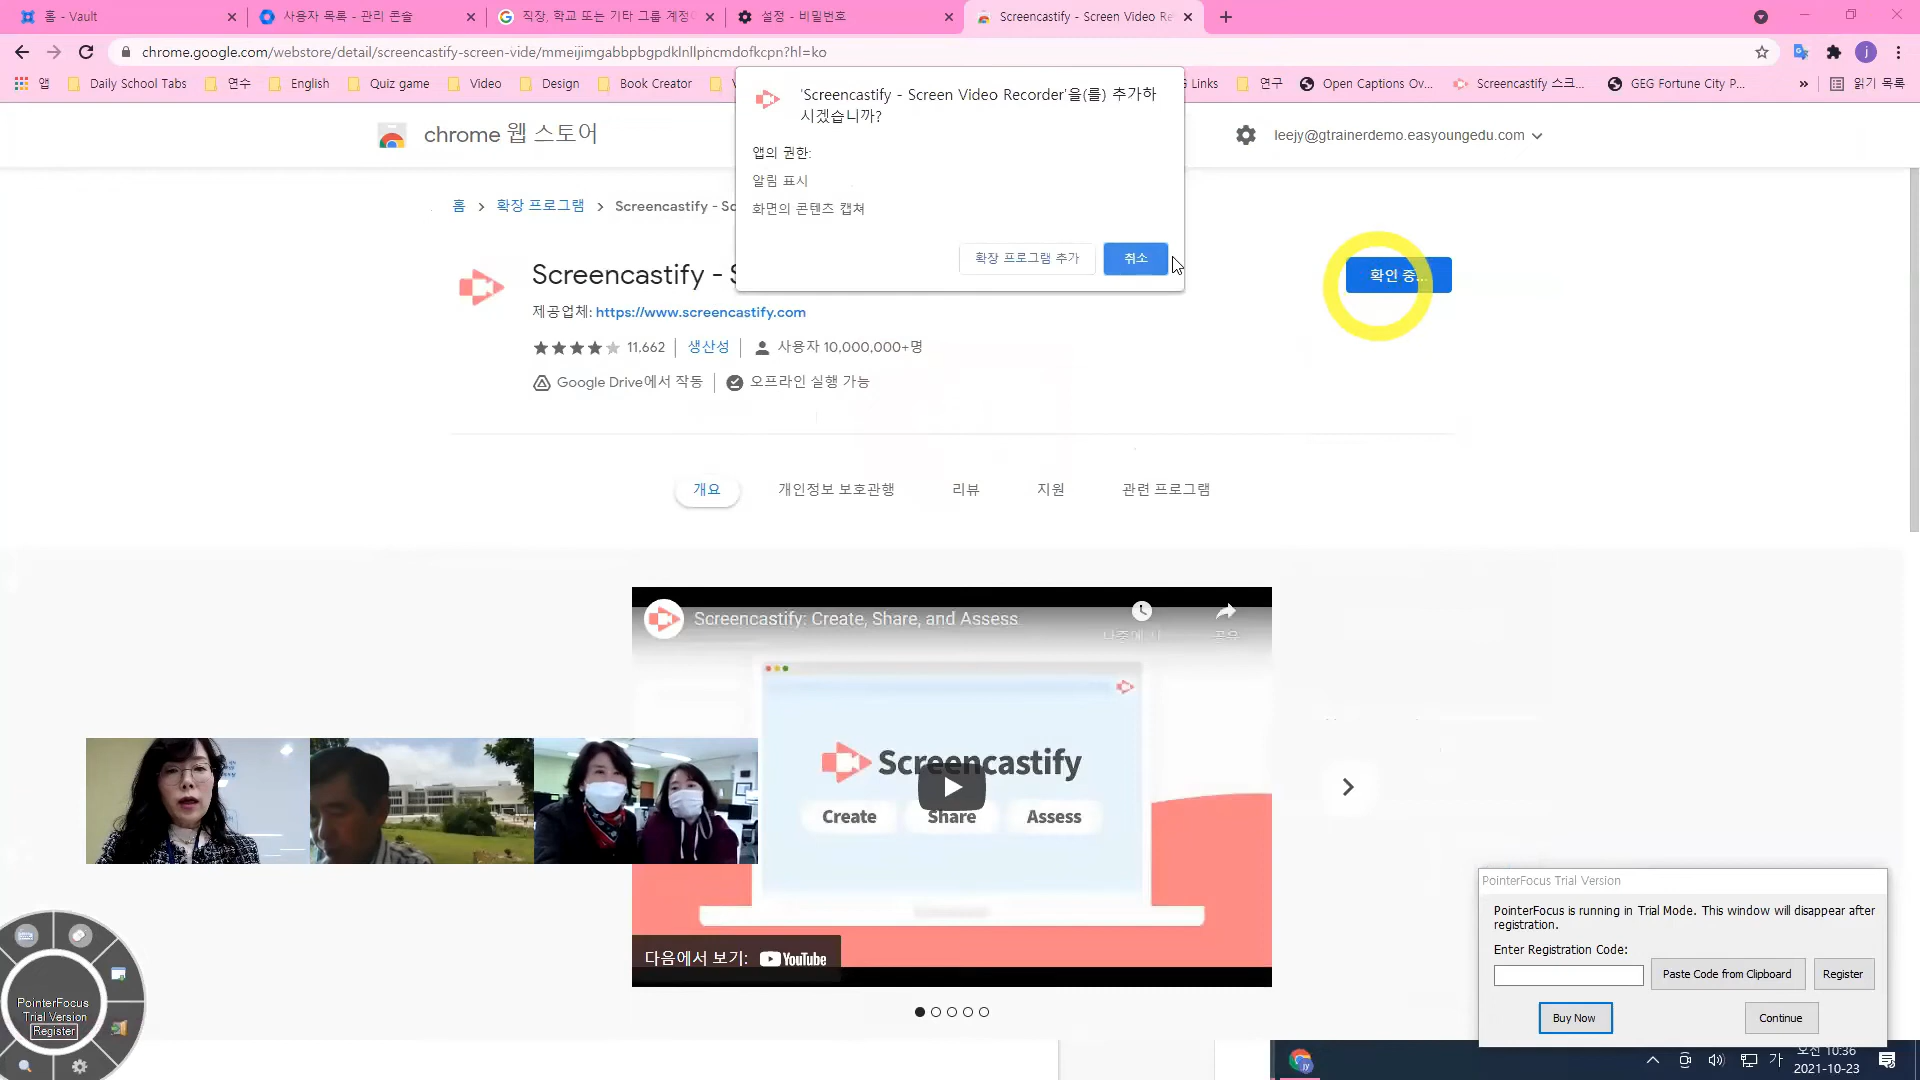 홈 - Vault
사용자 목록 - 관리 콘솔
직장, 학교 또는 기타 그룹 계정
설정 - 비밀번호
Screencastify - Screen Video Re
chrome.google.com/webstore/detail/screencastify-screen-vide/mmeijimgabbpbgpdklnllpncmdofkcpn?hl=ko
j
앱
Daily School Tabs
연수
English
Quiz game
Video
Design
Book Creator
Links
연구
Open Captions Ov...
Screencastify 스크...
GEG Fortune City P...
»
읽기 목록
'Screencastify - Screen Video Recorder'을(를) 추가하
시겠습니까?
앱의 권한:
알림 표시
화면의 콘텐츠 캡쳐
확장 프로그램 추가
취소
chrome 웹 스토어
leejy@gtrainerdemo.easyoungedu.com
홈 > 확장 프로그램 > Screencastify - Sc
Screencastify -
확인 중...
제공업체: https://www.screencastify.com
11,662
생산성
사용자 10,000,000+명
Google Drive에서 작동
오프라인 실행 가능
개요
개인정보 보호관행
리뷰
지원
관련 프로그램
Screencastify: Create, Share, and Assess
공유
Screencastify
Create
Share
Assess
다음에서 보기: YouTube
PointerFocus
Trial Version
Register
PointerFocus Trial Version
PointerFocus is running in Trial Mode. This window will disappear after
registration.
Enter Registration Code:
Paste Code from Clipboard
Register
Buy Now
Continue
가
오전 10:36
2021-10-23